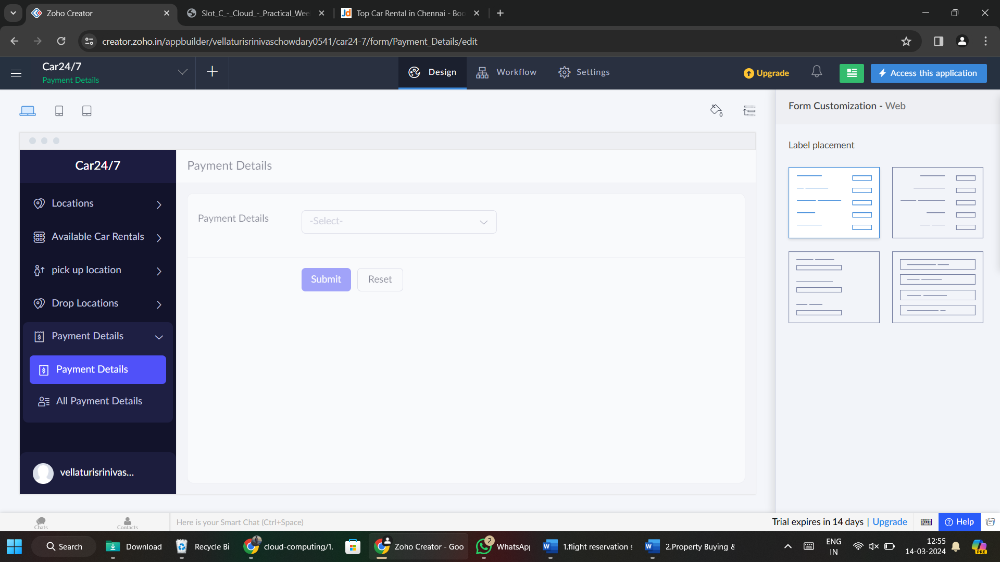 Zoho Creator
Slot_C_-_Cloud_-_Practical_Wee
Jd Top Car Rental in Chennai - Boo
creator.zoho.in/appbuilder/vellaturisrinivaschowdary0541/car24-7/form/Payment_Details/edit
Car24/7
Payment Details
Design
Workflow
Settings
Upgrade
Access this application
Form Customization - Web
Label placement
Car24/7
Locations
Available Car Rentals
pick up location
Drop Locations
Payment Details
Payment Details
All Payment Details
vellaturisrinivas...
Payment Details
Payment Details
-Select-
Submit
Reset
Chats
Contacts
Here is your Smart Chat (Ctrl+Space)
Trial expires in 14 days | Upgrade
Help
Search
Download
Recycle Bi
cloud-computing/1.
Zoho Creator - Goo
2
WhatsApp
1.flight reservation s
2.Property Buying &
ENG
IN
12:55
14-03-2024
PRE